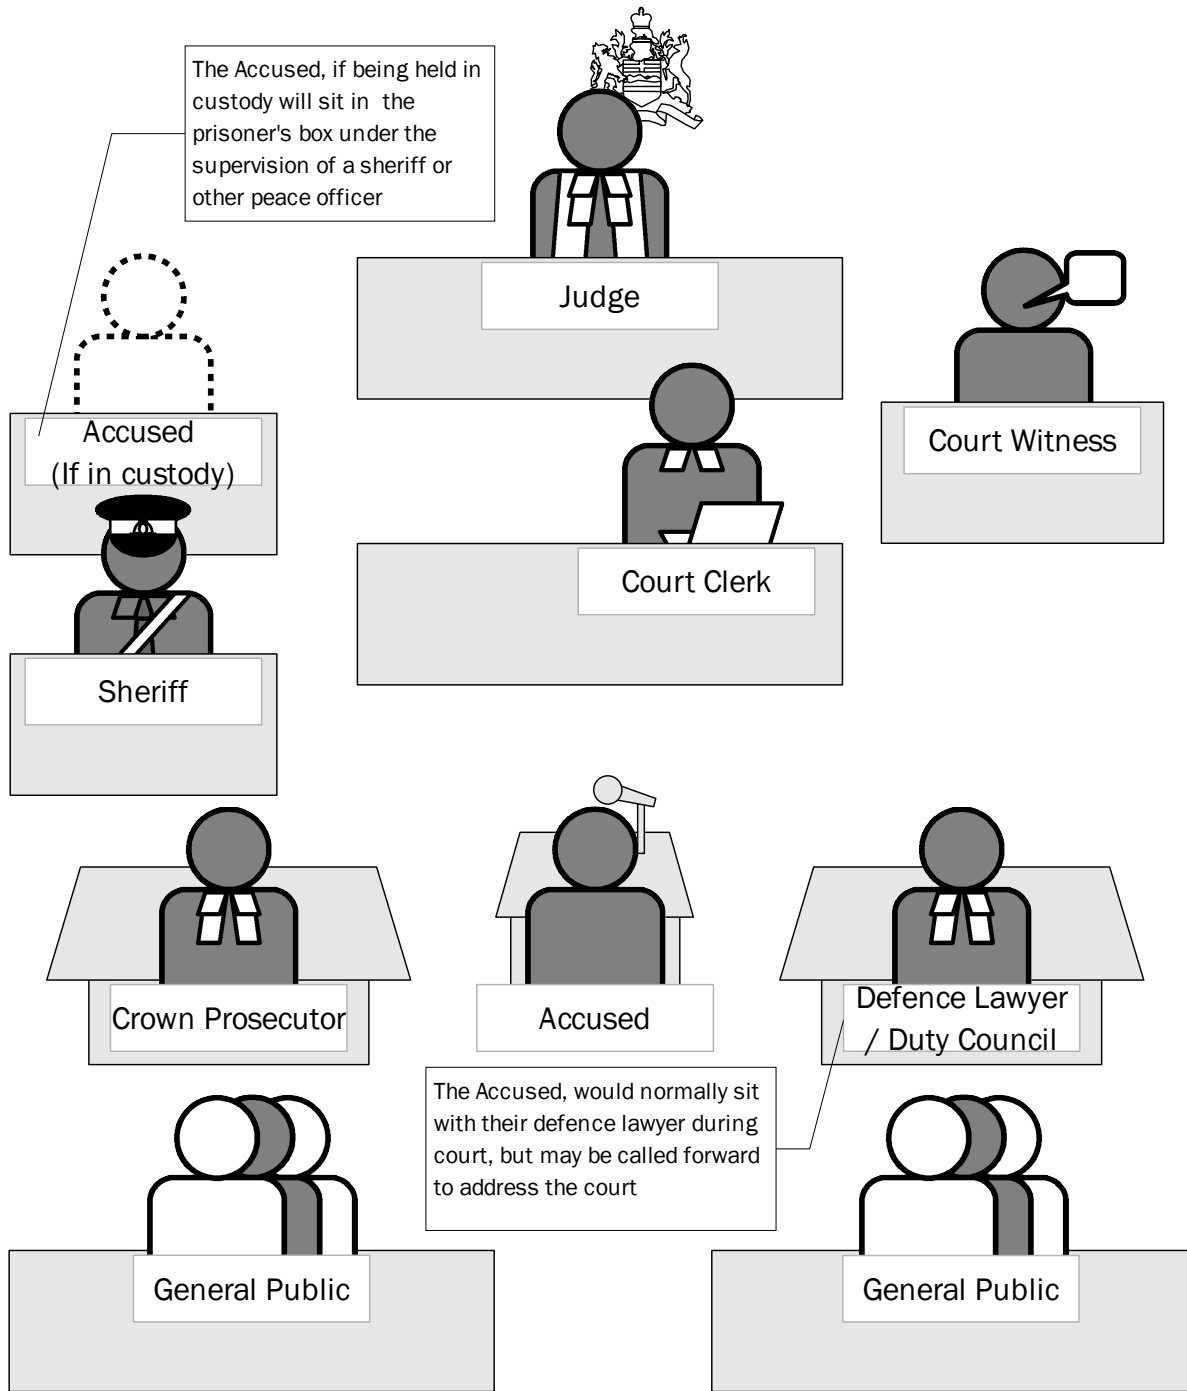 The Accused, if being held in
custody will sit in the
prisoner's box under the
supervision of a sheriff or
other peace officer
Judge
Accused
(If in custody)
Court Witness
Court Clerk
Sheriff
Crown Prosecutor
Accused
Defence Lawyer
/ Duty Council
The Accused, would normally sit
with their defence lawyer during
court, but may be called forward
to address the court
General Public
General Public